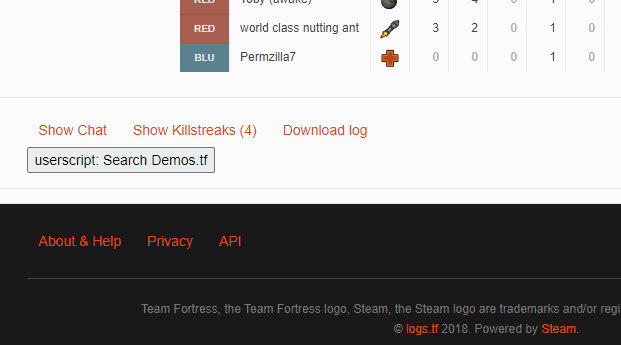 RED Toby (awake) 3 4 0 1 0
RED world class nutting ant 3 2 0 1 0
BLU Permzilla7 0 0 0 1 0
Show Chat Show Killstreaks (4) Download log
userscript: Search Demos.tf
About & Help Privacy API
Team Fortress, the Team Fortress logo, Steam, the Steam logo are trademarks and/or regi
© logs.tf 2018. Powered by Steam.